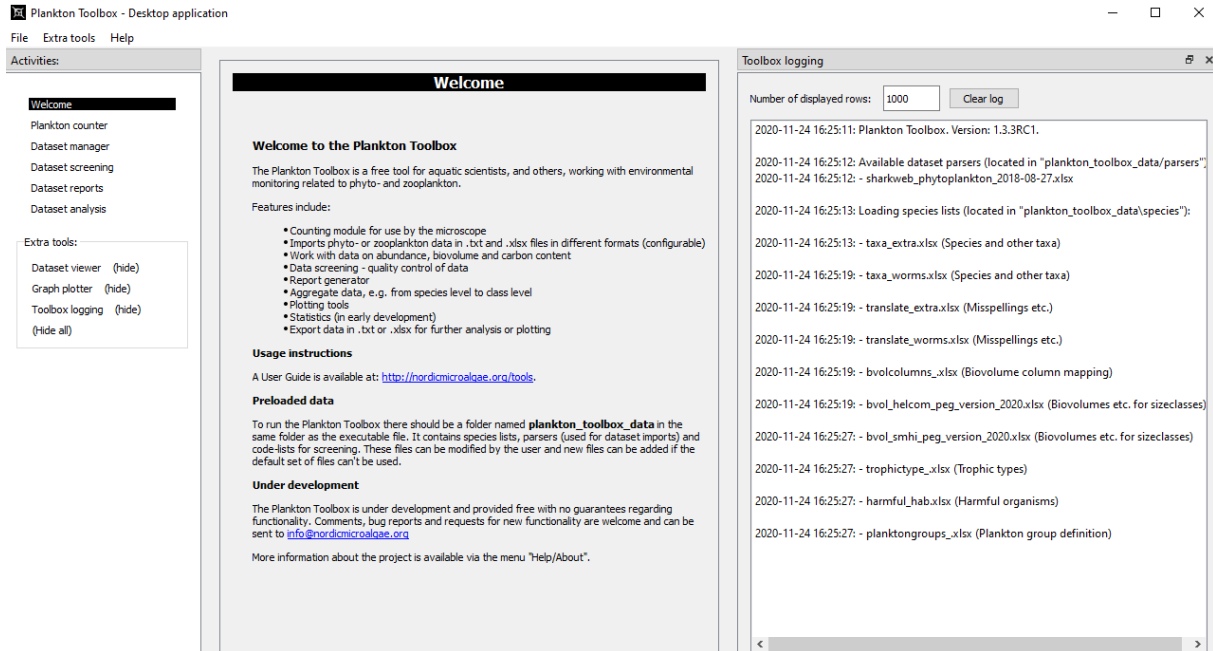 Plankton Toolbox - Desktop application
File Extra tools Help
Activities:
Welcome
Plankton counter
Dataset manager
Dataset screening
Dataset reports
Dataset analysis
Extra tools:
Dataset viewer (hide)
Graph plotter (hide)
Toolbox logging (hide)
(Hide all)
Welcome
Welcome to the Plankton Toolbox
The Plankton Toolbox is a free tool for aquatic scientists, and others, working with environmental
monitoring related to phyto- and zooplankton.
Features include:
•Counting module for use by the microscope
•Imports phyto- or zooplankton data in .txt and .xlsx files in different formats (configurable)
•Work with data on abundance, biovolume and carbon content
•Data screening - quality control of data
•Report generator
•Aggregate data, e.g. from species level to class level
•Plotting tools
•Statistics (in early development)
•Export data in .txt or .xlsx for further analysis or plotting
Usage instructions
A User Guide is available at: http://nordicmicroalgae.org/tools.
Preloaded data
To run the Plankton Toolbox there should be a folder named plankton_toolbox_data in the
same folder as the executable file. It contains species lists, parsers (used for dataset imports) and
code-lists for screening. These files can be modified by the user and new files can be added if the
default set of files can't be used.
Under development
The Plankton Toolbox is under development and provided free with no guarantees regarding
functionality. Comments, bug reports and requests for new functionality are welcome and can be
sent to info@nordicmicroalgae.org
More information about the project is available via the menu "Help/About".
Toolbox logging
Number of displayed rows: 1000 Clear log
2020-11-24 16:25:11: Plankton Toolbox. Version: 1.3.3RC1.
2020-11-24 16:25:12: Available dataset parsers (located in "plankton_toolbox_data/parsers")
2020-11-24 16:25:12: - sharkweb_phytoplankton_2018-08-27.xlsx
2020-11-24 16:25:13: Loading species lists (located in "plankton_toolbox_data\species"):
2020-11-24 16:25:13: - taxa_extra.xlsx (Species and other taxa)
2020-11-24 16:25:19: - taxa_worms.xlsx (Species and other taxa)
2020-11-24 16:25:19: - translate_extra.xlsx (Misspellings etc.)
2020-11-24 16:25:19: - translate_worms.xlsx (Misspellings etc.)
2020-11-24 16:25:19: - bvolcolumns_.xlsx (Biovolume column mapping)
2020-11-24 16:25:19: - bvol_helcom_peg_version_2020.xlsx (Biovolumes etc. for sizeclasses)
2020-11-24 16:25:27: - bvol_smhi_peg_version_2020.xlsx (Biovolumes etc. for sizeclasses)
2020-11-24 16:25:27: - trophictype_.xlsx (Trophic types)
2020-11-24 16:25:27: - harmful_hab.xlsx (Harmful organisms)
2020-11-24 16:25:27: - planktongroups_.xlsx (Plankton group definition)